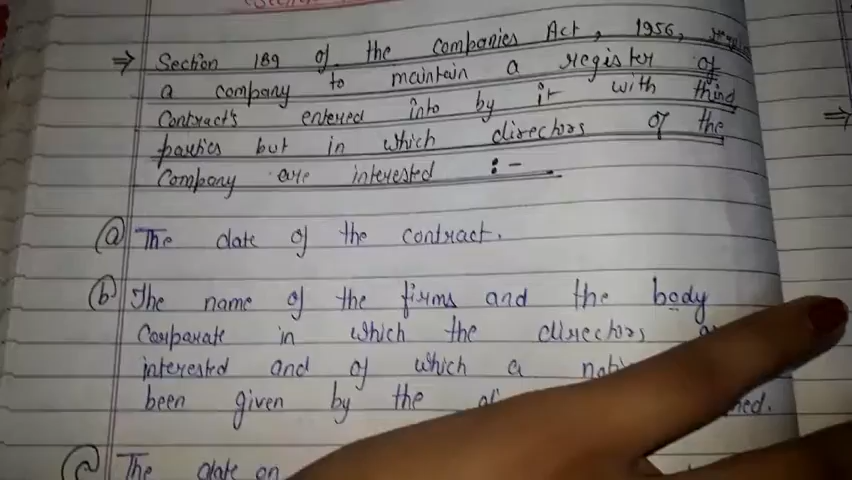 ⇒ Section 189 of the companies Act, 1956,
a company to maintain a register of
Contract's entered into by it with third
parties but in which directors of the
Company are interested :-
(a) The date of the contract.
(b) The name of the firms and the body
Corparate in which the directors
interested and of which a
been given by the
(c) The date on